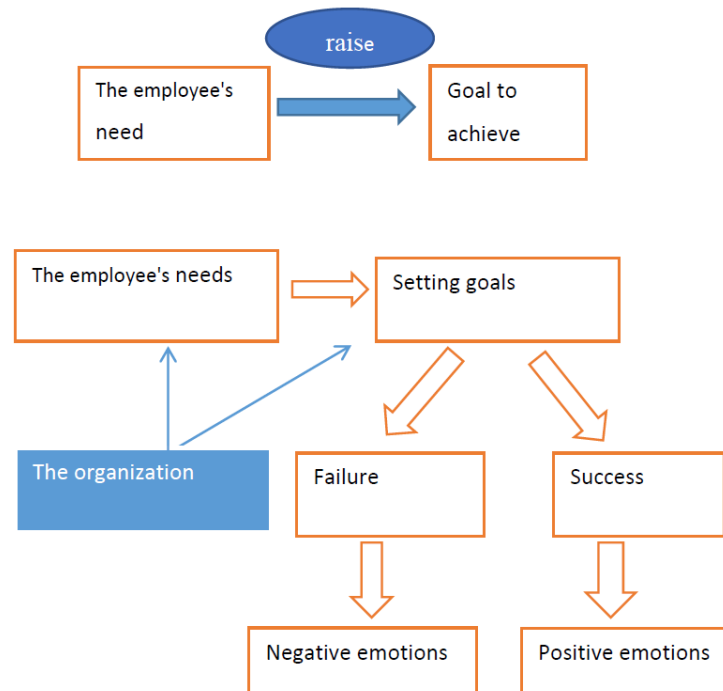 raise
The employee's
need
Goal to
achieve
The employee's needs
Setting goals
The organization
Failure
Success
Negative emotions
Positive emotions